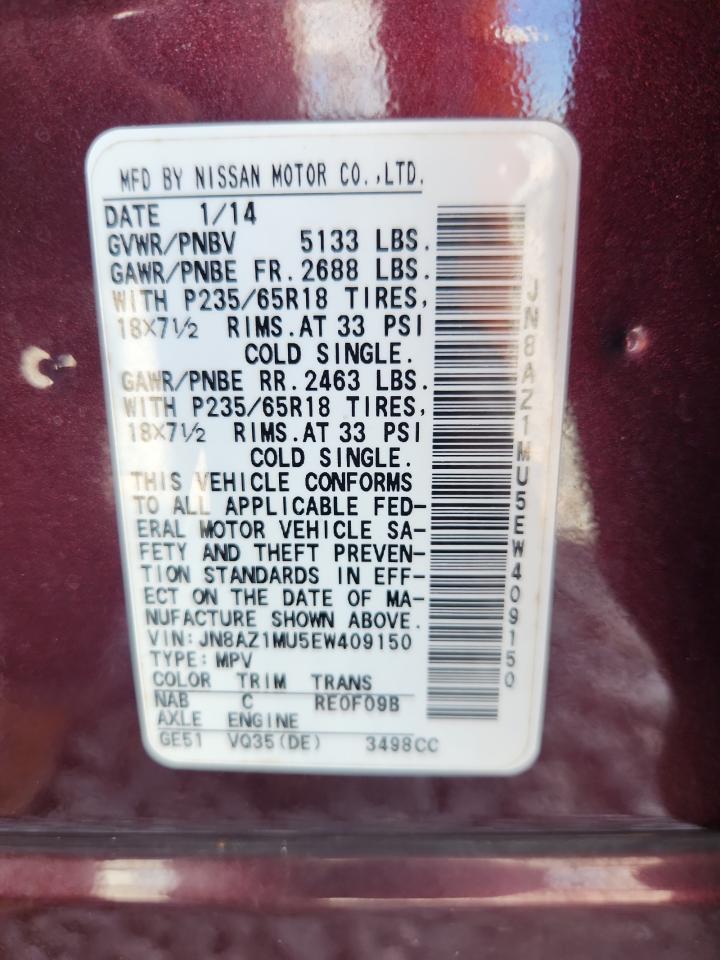 MFD BY NISSAN MOTOR CO.,LTD.
DATE 1/14
GVWR/PNBV 5133 LBS.
GAWR/PNBE FR. 2688 LBS.
WITH P235/65R18 TIRES,
18X7½ RIMS. AT 33 PSI
COLD SINGLE.
GAWR/PNBE RR. 2463 LBS.
WITH P235/65R18 TIRES,
18X7½ RIMS. AT 33 PSI
COLD SINGLE.
THIS VEHICLE CONFORMS
TO ALL APPLICABLE FED-
ERAL MOTOR VEHICLE SA-
FETY AND THEFT PREVEN-
TION STANDARDS IN EFF-
ECT ON THE DATE OF MA-
NUFACTURE SHOWN ABOVE.
VIN: JN8AZ1MU5EW409150
TYPE: MPV
COLOR TRIM TRANS
NAB C RE0F09B
AXLE ENGINE
GE51 VQ35(DE) 3498CC
JN8AZ1MU5EW409150